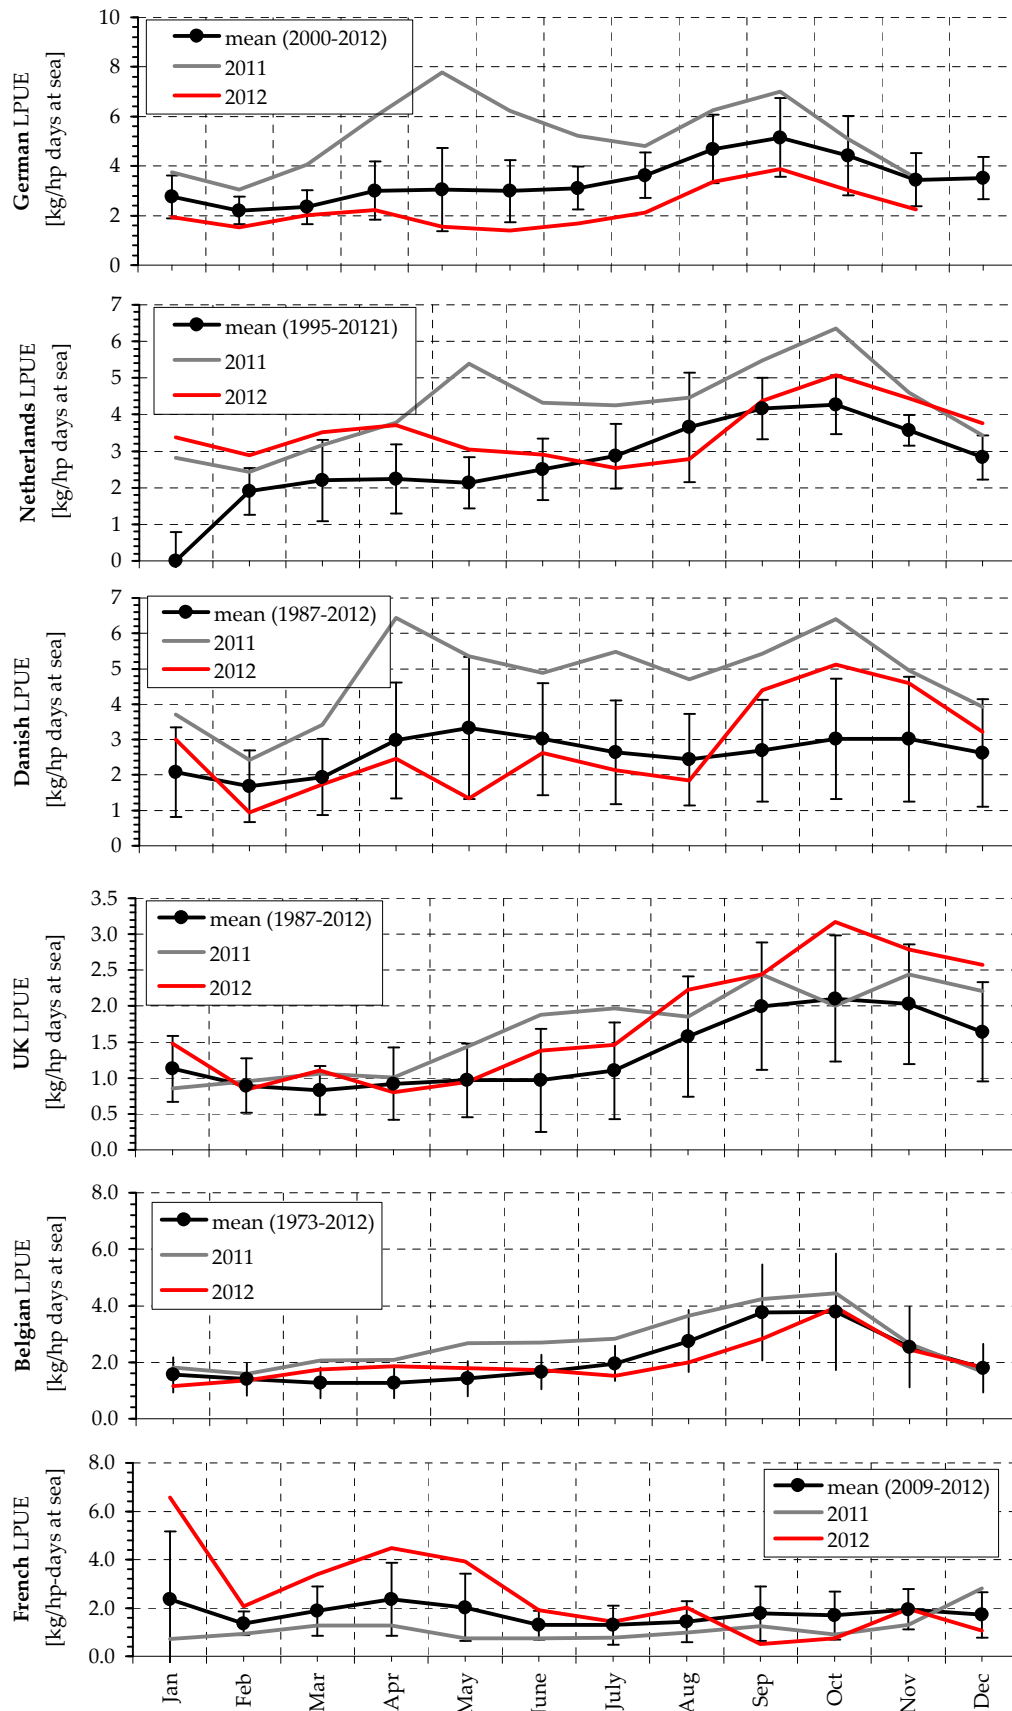 German LPUE
[kg/hp days at sea]
10
8
6
4
2
0
mean (2000-2012)
2011
2012
Netherlands LPUE
[kg/hp days at sea]
7
6
5
4
3
2
1
0
mean (1995-20121)
2011
2012
Danish LPUE
[kg/hp days at sea]
7
6
5
4
3
2
1
0
mean (1987-2012)
2011
2012
UK LPUE
[kg/hp days at sea]
3.5
3.0
2.5
2.0
1.5
1.0
0.5
0.0
mean (1987-2012)
2011
2012
Belgian LPUE
[kg/hp days at sea]
8.0
6.0
4.0
2.0
0.0
mean (1973-2012)
2011
2012
French LPUE
[kg/hp-days at sea]
8.0
6.0
4.0
2.0
0.0
mean (2009-2012)
2011
2012
Jan
Feb
Mar
Apr
May
June
July
Aug
Sep
Oct
Nov
Dec